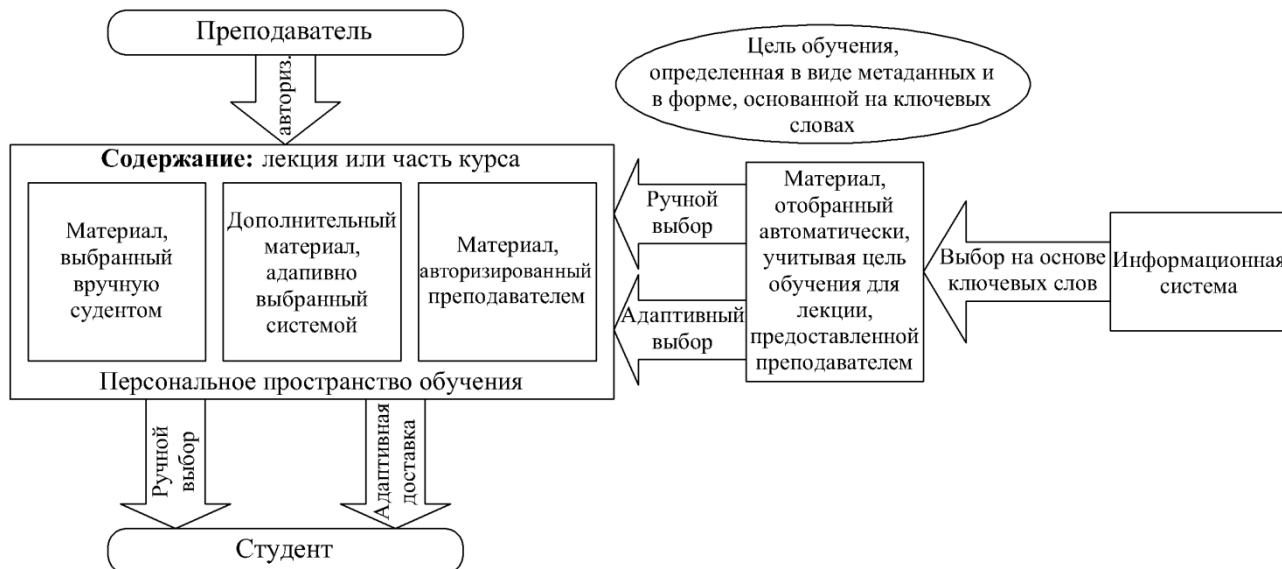 Преподаватель
авториз.
Цель обучения,
определенная в виде метаданных и
в форме, основанной на ключевых
словах
Содержание: лекция или часть курса
Материал,
выбранный
вручную
судентом
Дополнительный
материал,
адапивно
выбранный
системой
Материал,
авторизированный
преподавателем
Персональное пространство обучения
Ручной
выбор
Адаптивный
выбор
Материал,
отобранный
автоматически,
учитывая цель
обучения для
лекции,
предоставленной
преподавателем
Выбор на основе
ключевых слов
Информационная
система
Ручной
выбор
Адаптивная
доставка
Студент